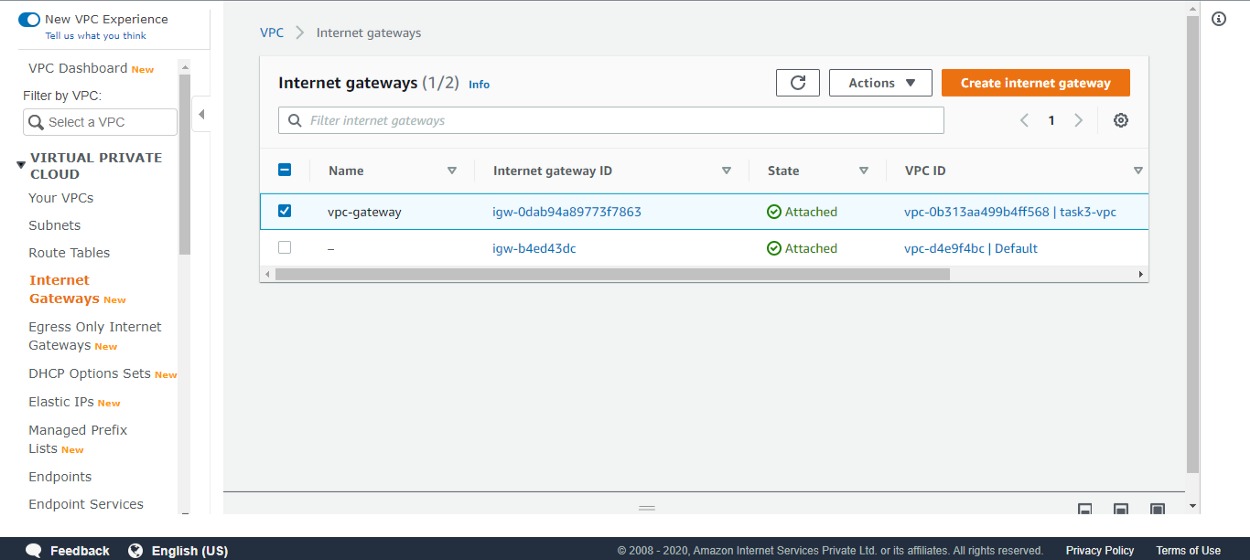 New VPC Experience
Tell us what you think
VPC Dashboard New
Filter by VPC:
Select a VPC
VIRTUAL PRIVATE
CLOUD
Your VPCs
Subnets
Route Tables
Internet
Gateways New
Egress Only Internet
Gateways New
DHCP Options Sets New
Elastic IPs New
Managed Prefix
Lists New
Endpoints
Endpoint Services
VPC > Internet gateways
Internet gateways (1/2) Info
Actions
Create internet gateway
Filter internet gateways
1
Name Internet gateway ID State VPC ID
vpc-gateway igw-0dab94a89773f7863 Attached vpc-0b313aa499b4ff568 | task3-vpc
– igw-b4ed43dc Attached vpc-d4e9f4bc | Default
Feedback English (US) © 2008 - 2020, Amazon Internet Services Private Ltd. or its affiliates. All rights reserved. Privacy Policy Terms of Use